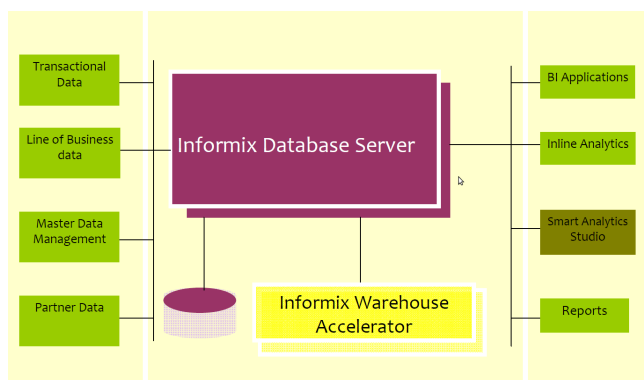 Transactional
Data
Line of Business
data
Master Data
Management
Partner Data
Informix Database Server
Informix Warehouse
Accelerator
BI Applications
Inline Analytics
Smart Analytics
Studio
Reports